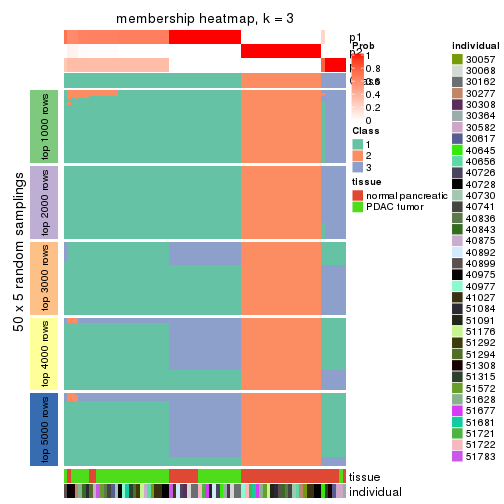 membership heatmap, k = 3
p1
p2
Prob
1
0.8
0.6
0.4
0.2
0
Class
1
2
3
tissue
normal pancreatic
PDAC tumor
individual
30057
30068
30162
30277
30308
30364
30582
30617
40645
40656
40726
40728
40730
40741
40836
40843
40875
40892
40899
40975
40977
41027
51084
51091
51176
51292
51294
51308
51315
51572
51628
51677
51681
51721
51722
51783
50 x 5 random samplings
top 1000 rows
top 2000 rows
top 3000 rows
top 4000 rows
top 5000 rows
tissue
individual